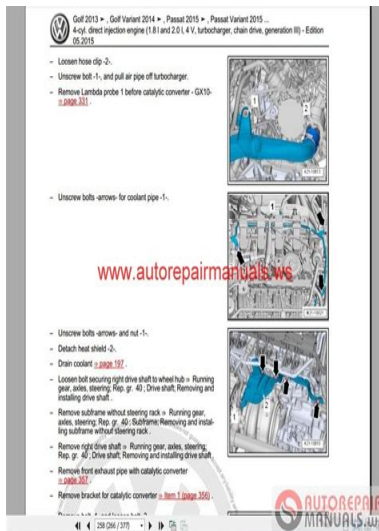 Golf 2013 ➤ , Golf Variant 2014 ➤ , Passat 2015 ➤ , Passat Variant 2015 ...
4-cyl. direct injection engine (1.8 l and 2.0 l, 4 V, turbocharger, chain drive, generation III) - Edition
05.2015
– Loosen hose clip -2-.
– Unscrew bolt -1-, and pull air pipe off turbocharger.
– Remove Lambda probe 1 before catalytic converter - GX10-
⇒ page 331 .
1
2
– Unscrew bolts -arrows- for coolant pipe -1-.
1
www.autorepairmanuals.ws
– Unscrew bolts -arrows- and nut -1-.
– Detach heat shield -2-.
– Drain coolant ⇒ page 197 .
– Loosen bolt securing right drive shaft to wheel hub ⇒ Running
gear, axles, steering; Rep. gr. 40 ; Drive shaft; Removing and
installing drive shaft .
– Remove subframe without steering rack ⇒ Running gear,
axles, steering; Rep. gr. 40 ; Subframe; Removing and instal‐
ling subframe without steering rack .
– Remove right drive shaft ⇒ Running gear, axles, steering;
Rep. gr. 40 ; Drive shaft; Removing and installing drive shaft .
– Remove front exhaust pipe with catalytic converter
⇒ page 357 .
– Remove bracket for catalytic converter ⇒ Item 1 (page 356) .
1
2
258 (266 / 377)
AUTOREPAIR
MANUALS.WS